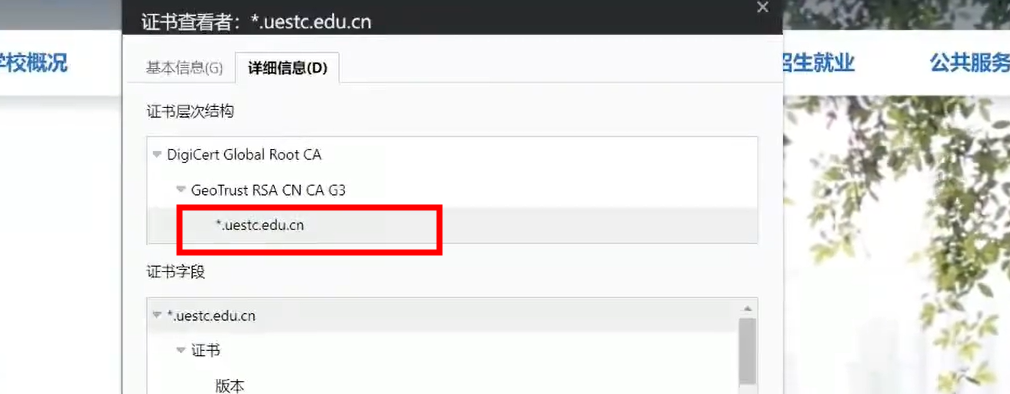 证书查看者：*.uestc.edu.cn
学校概况
招生就业
公共服务
基本信息(G)
详细信息(D)
证书层次结构
DigiCert Global Root CA
GeoTrust RSA CN CA G3
*.uestc.edu.cn
证书字段
*.uestc.edu.cn
证书
版本